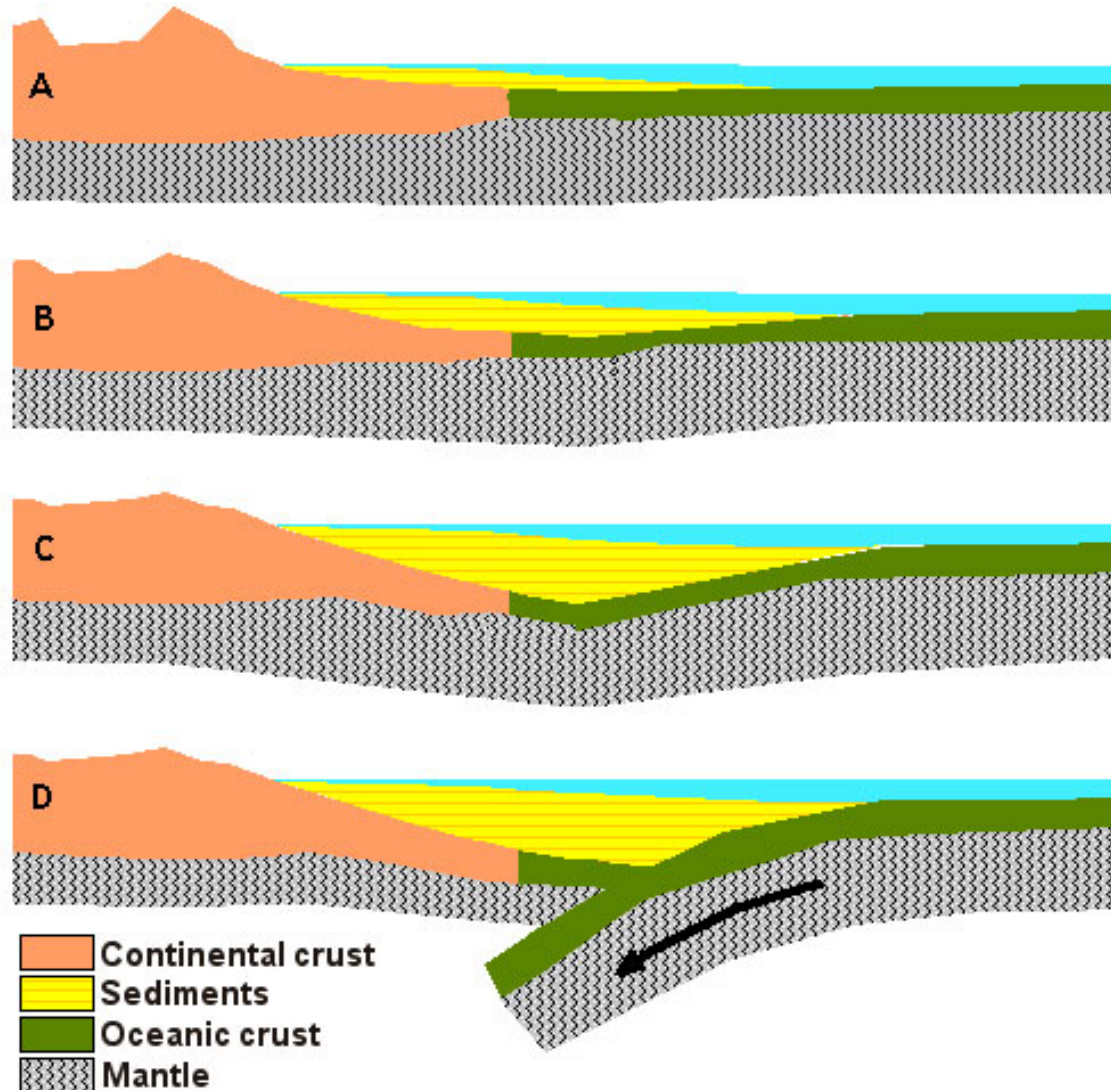 A
B
C
D
Continental crust
Sediments
Oceanic crust
Mantle